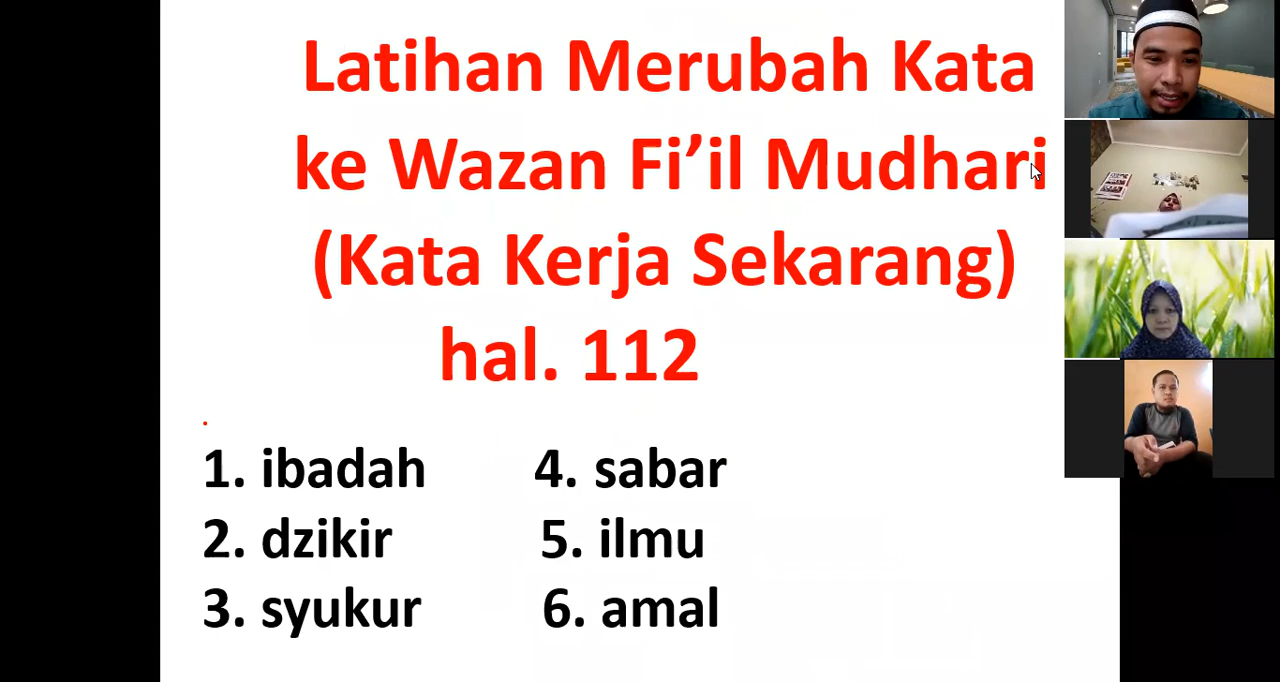 Latihan Merubah Kata
ke Wazan Fi’il Mudhari
(Kata Kerja Sekarang)
hal. 112
1. ibadah 4. sabar
2. dzikir 5. ilmu
3. syukur 6. amal